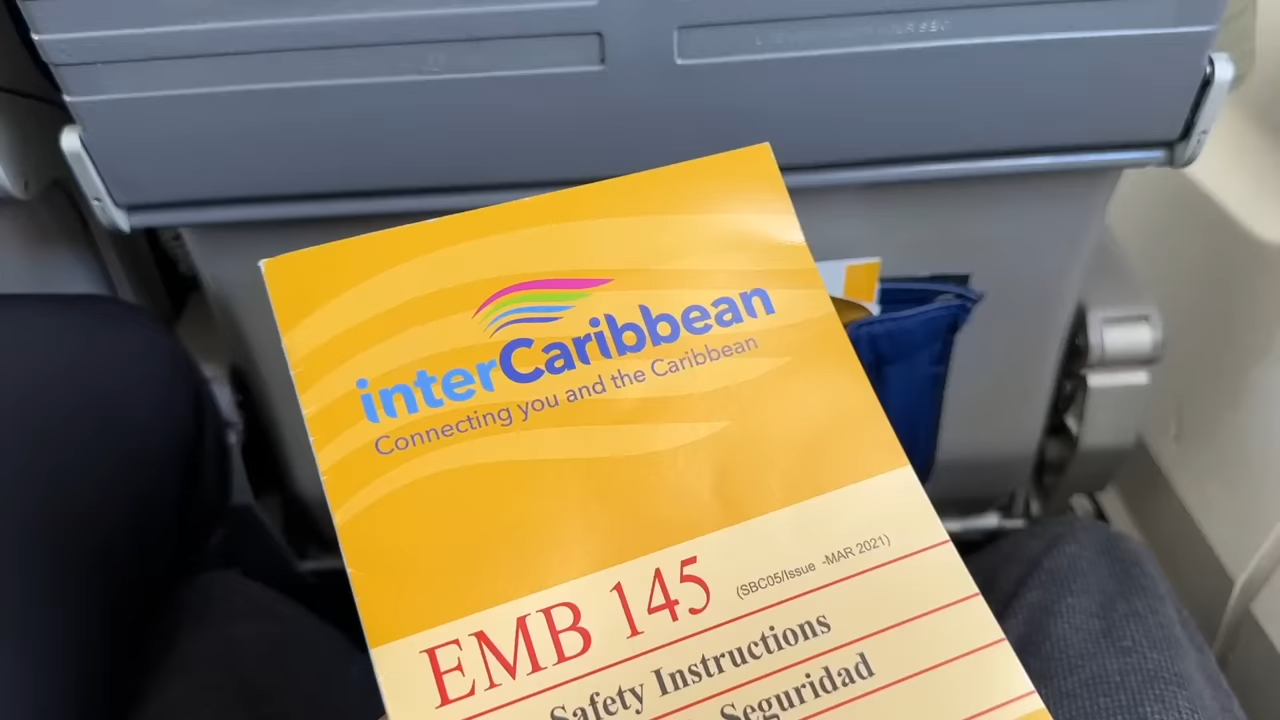 interCaribbean
Connecting you and the Caribbean
EMB 145 (SBC05/Issue -MAR 2021)
Safety Instructions
Seguridad